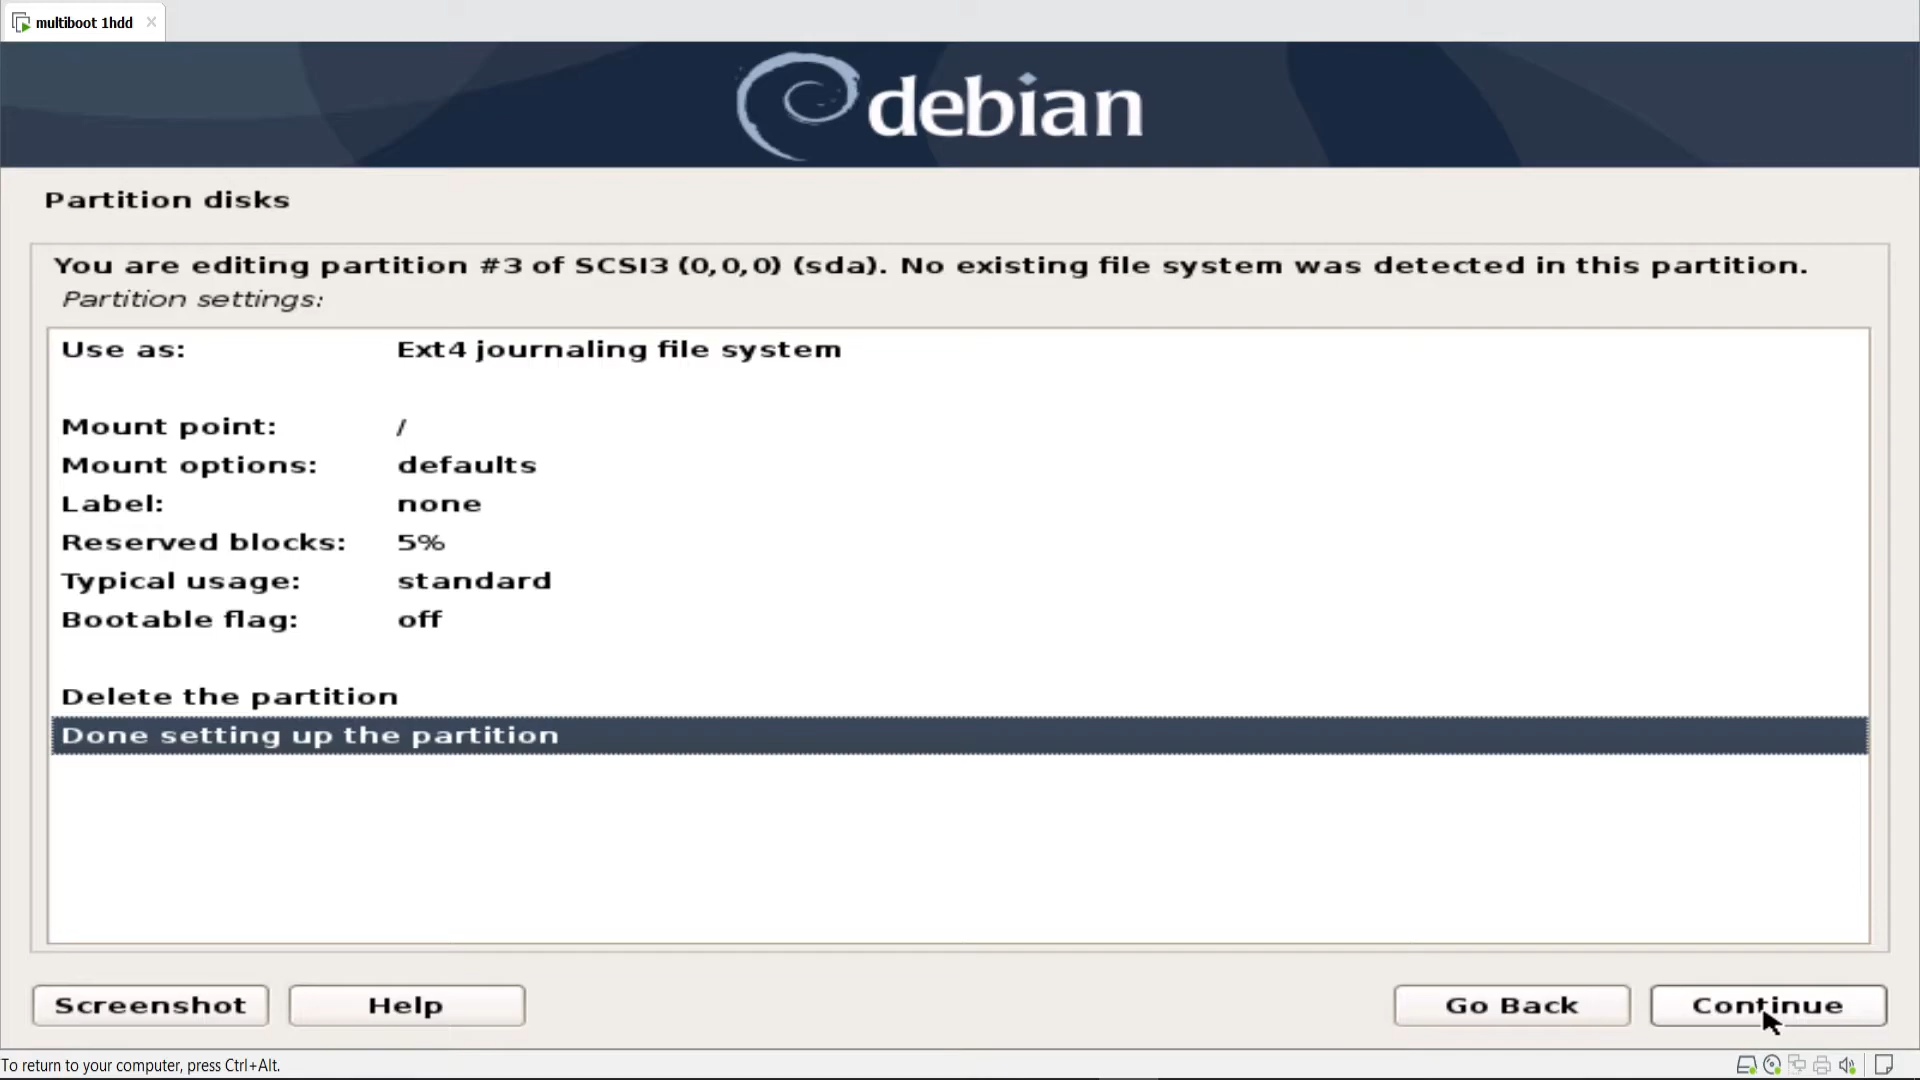 multiboot 1hdd
debian
Partition disks
You are editing partition #3 of SCSI3 (0,0,0) (sda). No existing file system was detected in this partition.
Partition settings:
Use as: Ext4 journaling file system
Mount point: /
Mount options: defaults
Label: none
Reserved blocks: 5%
Typical usage: standard
Bootable flag: off
Delete the partition
Done setting up the partition
Screenshot Help Go Back Continue
To return to your computer, press Ctrl+Alt.